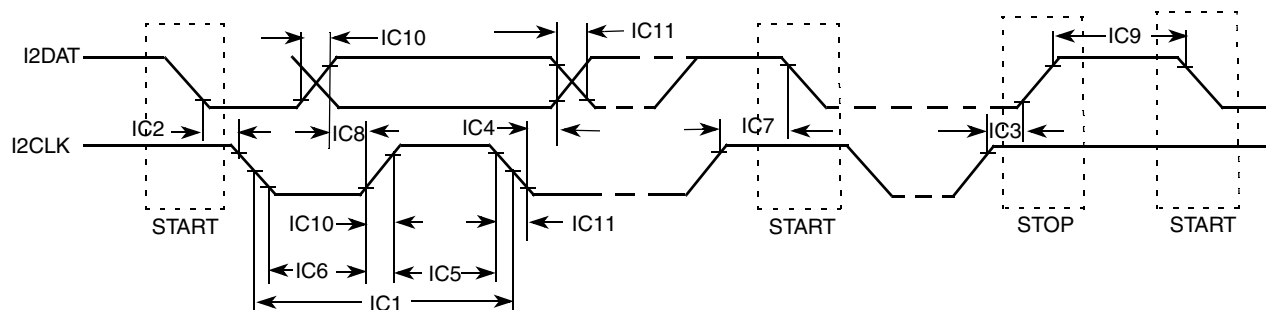 IC10
IC11
IC9
I2DAT
IC2
IC8
IC4
IC7
IC3
I2CLK
START
IC10
IC11
START
STOP
START
IC6
IC5
IC1